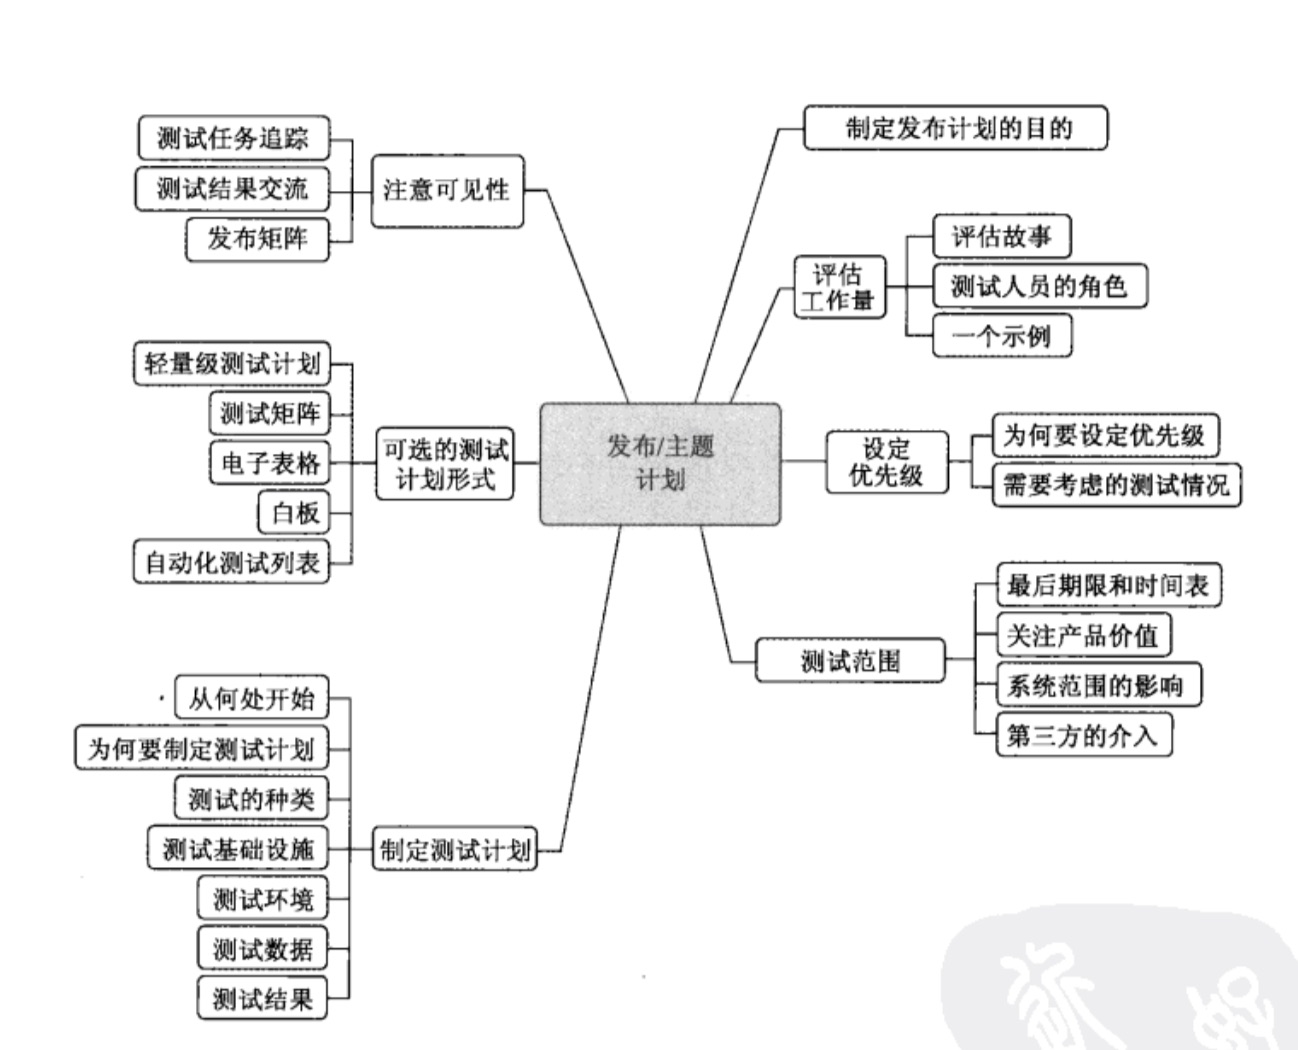 测试任务追踪
测试结果交流
发布矩阵
注意可见性
轻量级测试计划
测试矩阵
电子表格
白板
自动化测试列表
可选的测试
计划形式
从何处开始
为何要制定测试计划
测试的种类
测试基础设施
测试环境
测试数据
测试结果
制定测试计划
发布/主题
计划
制定发布计划的目的
评估
工作量
评估故事
测试人员的角色
一个示例
设定
优先级
为何要设定优先级
需要考虑的测试情况
测试范围
最后期限和时间表
关注产品价值
系统范围的影响
第三方的介入